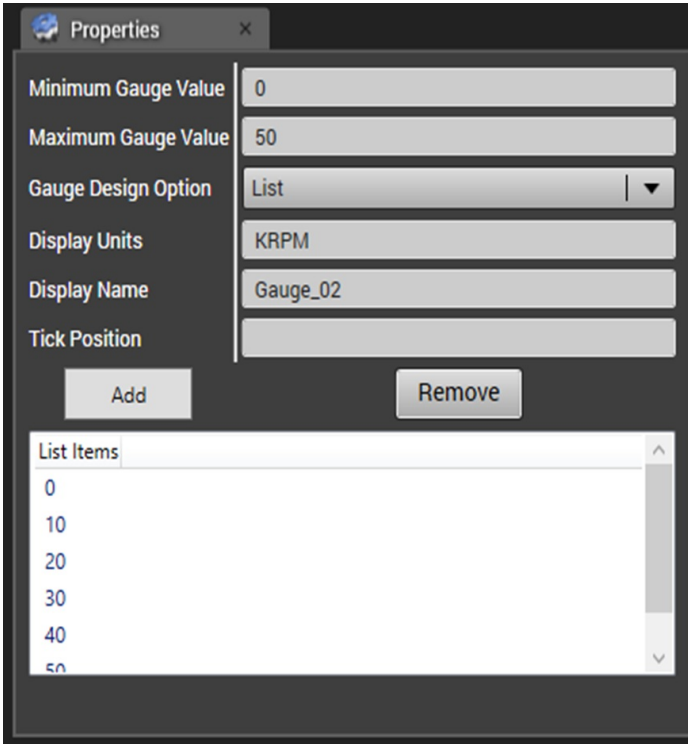 Properties ×
Minimum Gauge Value 0
Maximum Gauge Value 50
Gauge Design Option List
Display Units KRPM
Display Name Gauge_02
Tick Position
Add Remove
List Items
0
10
20
30
40
50